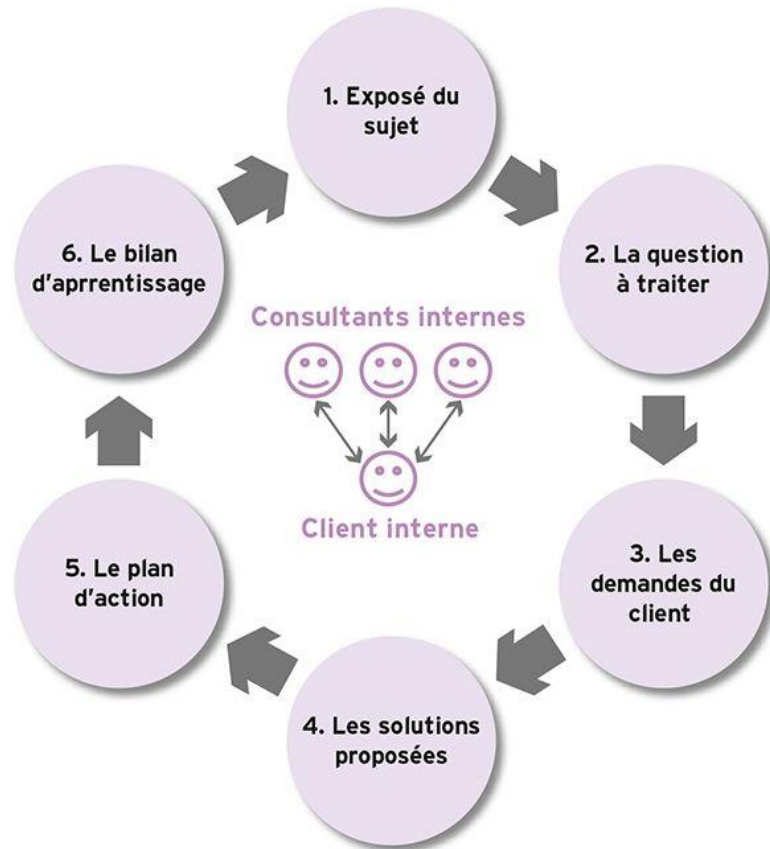 1. Exposé du
sujet
2. La question
à traiter
3. Les
demandes du
client
4. Les solutions
proposées
5. Le plan
d'action
6. Le bilan
d'aprrentissage
Consultants internes
Client interne